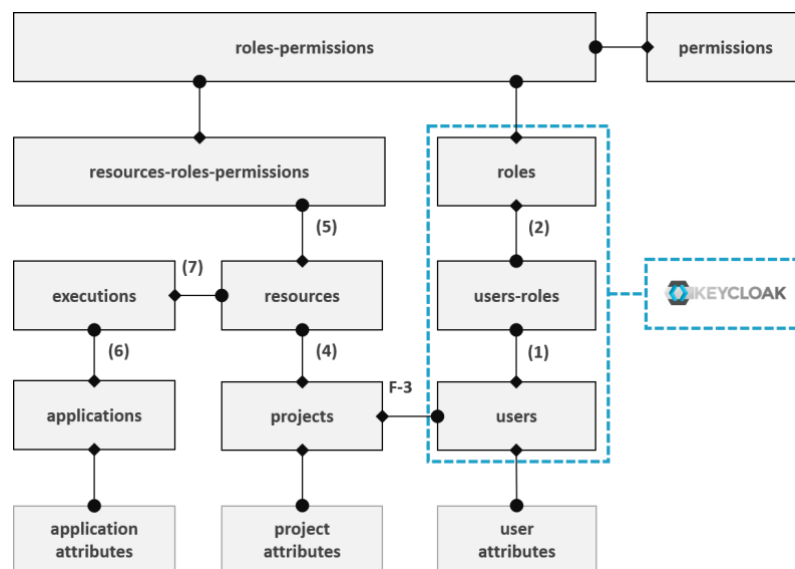 roles-permissions
permissions
resources-roles-permissions
roles
(5)
(2)
(7)
executions
resources
users-roles
KEYCLOAK
(6)
(4)
(1)
F-3
applications
projects
users
application
attributes
project
attributes
user
attributes